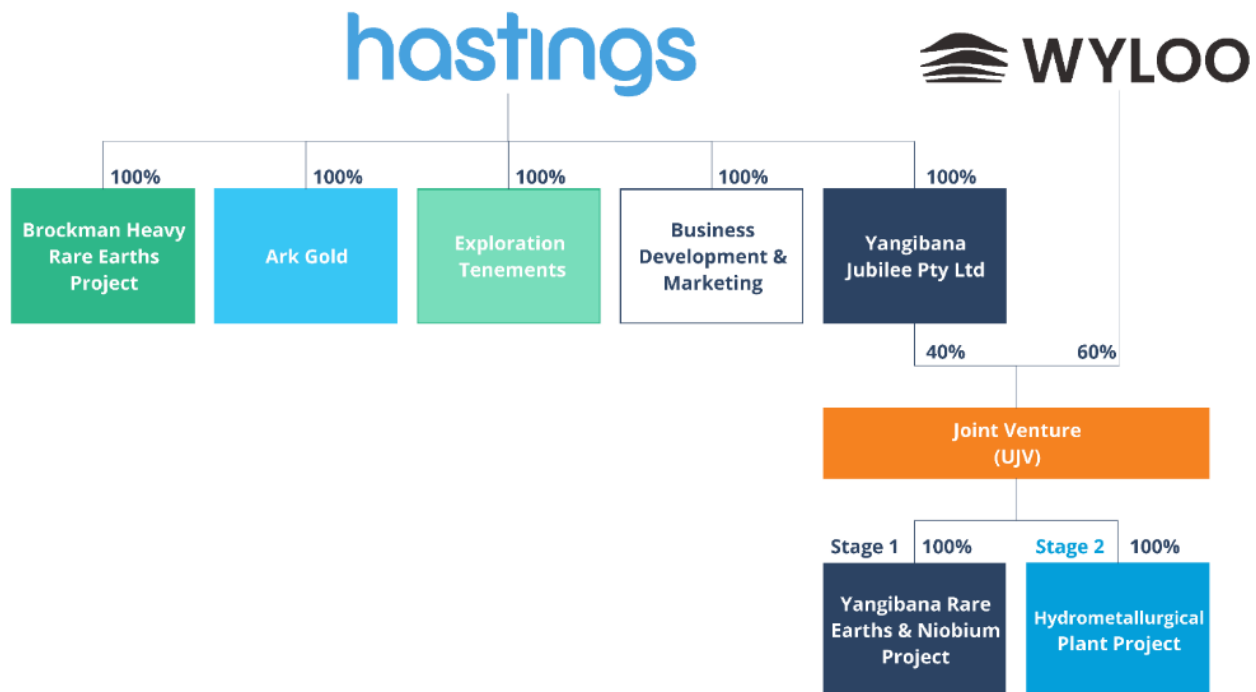 hastings
WYLOO
100%
100%
100%
100%
100%
Brockman Heavy
Rare Earths
Project
Ark Gold
Exploration
Tenements
Business
Development &
Marketing
Yangibana
Jubilee Pty Ltd
40%
60%
Joint Venture
(UJV)
Stage 1
100%
Stage 2
100%
Yangibana Rare
Earths & Niobium
Project
Hydrometallurgical
Plant Project